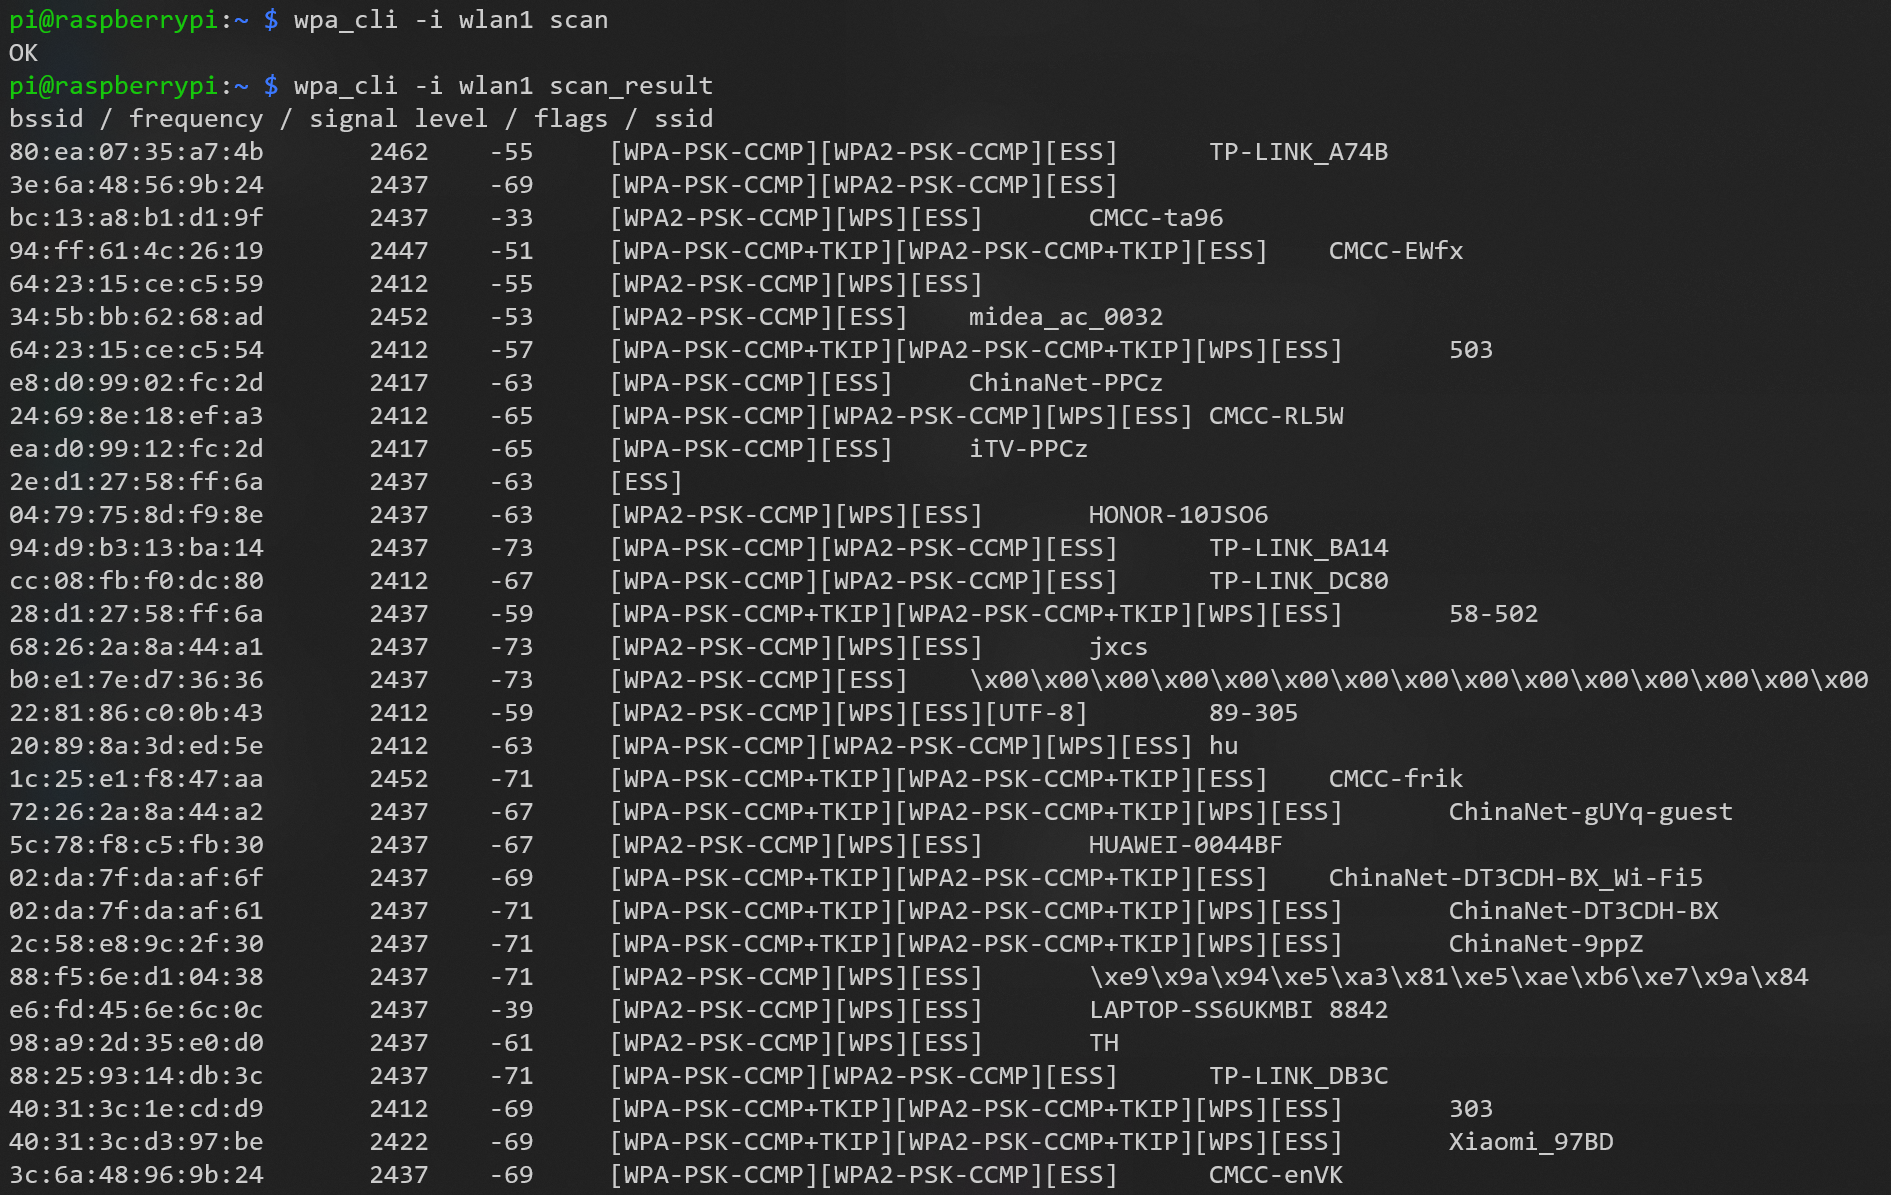 pi@raspberrypi:~ $ wpa_cli -i wlan1 scan
OK
pi@raspberrypi:~ $ wpa_cli -i wlan1 scan_result
bssid / frequency / signal level / flags / ssid
80:ea:07:35:a7:4b       2462    -55     [WPA-PSK-CCMP][WPA2-PSK-CCMP][ESS]      TP-LINK_A74B
3e:6a:48:56:9b:24       2437    -69     [WPA-PSK-CCMP][WPA2-PSK-CCMP][ESS]
bc:13:a8:b1:d1:9f       2437    -33     [WPA2-PSK-CCMP][WPS][ESS]       CMCC-ta96
94:ff:61:4c:26:19       2447    -51     [WPA-PSK-CCMP+TKIP][WPA2-PSK-CCMP+TKIP][ESS]    CMCC-EWfx
64:23:15:ce:c5:59       2412    -55     [WPA2-PSK-CCMP][WPS][ESS]
34:5b:bb:62:68:ad       2452    -53     [WPA2-PSK-CCMP][ESS]    midea_ac_0032
64:23:15:ce:c5:54       2412    -57     [WPA-PSK-CCMP+TKIP][WPA2-PSK-CCMP+TKIP][WPS][ESS]       503
e8:d0:99:02:fc:2d       2417    -63     [WPA-PSK-CCMP][ESS]     ChinaNet-PPCz
24:69:8e:18:ef:a3       2412    -65     [WPA-PSK-CCMP][WPA2-PSK-CCMP][WPS][ESS] CMCC-RL5W
ea:d0:99:12:fc:2d       2417    -65     [WPA-PSK-CCMP][ESS]     iTV-PPCz
2e:d1:27:58:ff:6a       2437    -63     [ESS]
04:79:75:8d:f9:8e       2437    -63     [WPA2-PSK-CCMP][WPS][ESS]       HONOR-10JSO6
94:d9:b3:13:ba:14       2437    -73     [WPA-PSK-CCMP][WPA2-PSK-CCMP][ESS]      TP-LINK_BA14
cc:08:fb:f0:dc:80       2412    -67     [WPA-PSK-CCMP][WPA2-PSK-CCMP][ESS]      TP-LINK_DC80
28:d1:27:58:ff:6a       2437    -59     [WPA-PSK-CCMP+TKIP][WPA2-PSK-CCMP+TKIP][WPS][ESS]       58-502
68:26:2a:8a:44:a1       2437    -73     [WPA2-PSK-CCMP][WPS][ESS]       jxcs
b0:e1:7e:d7:36:36       2437    -73     [WPA2-PSK-CCMP][ESS]    \x00\x00\x00\x00\x00\x00\x00\x00\x00\x00\x00\x00\x00\x00\x00
22:81:86:c0:0b:43       2412    -59     [WPA2-PSK-CCMP][WPS][ESS][UTF-8]        89-305
20:89:8a:3d:ed:5e       2412    -63     [WPA-PSK-CCMP][WPA2-PSK-CCMP][WPS][ESS] hu
1c:25:e1:f8:47:aa       2452    -71     [WPA-PSK-CCMP+TKIP][WPA2-PSK-CCMP+TKIP][ESS]    CMCC-frik
72:26:2a:8a:44:a2       2437    -67     [WPA-PSK-CCMP+TKIP][WPA2-PSK-CCMP+TKIP][WPS][ESS]       ChinaNet-gUYq-guest
5c:78:f8:c5:fb:30       2437    -67     [WPA2-PSK-CCMP][WPS][ESS]       HUAWEI-0044BF
02:da:7f:da:af:6f       2437    -69     [WPA-PSK-CCMP+TKIP][WPA2-PSK-CCMP+TKIP][ESS]    ChinaNet-DT3CDH-BX_Wi-Fi5
02:da:7f:da:af:61       2437    -71     [WPA-PSK-CCMP+TKIP][WPA2-PSK-CCMP+TKIP][WPS][ESS]       ChinaNet-DT3CDH-BX
2c:58:e8:9c:2f:30       2437    -71     [WPA-PSK-CCMP+TKIP][WPA2-PSK-CCMP+TKIP][WPS][ESS]       ChinaNet-9ppZ
88:f5:6e:d1:04:38       2437    -71     [WPA2-PSK-CCMP][WPS][ESS]       \xe9\x9a\x94\xe5\xa3\x81\xe5\xae\xb6\xe7\x9a\x84
e6:fd:45:6e:6c:0c       2437    -39     [WPA2-PSK-CCMP][WPS][ESS]       LAPTOP-SS6UKMBI 8842
98:a9:2d:35:e0:d0       2437    -61     [WPA2-PSK-CCMP][WPS][ESS]       TH
88:25:93:14:db:3c       2437    -71     [WPA-PSK-CCMP][WPA2-PSK-CCMP][ESS]      TP-LINK_DB3C
40:31:3c:1e:cd:d9       2412    -69     [WPA-PSK-CCMP+TKIP][WPA2-PSK-CCMP+TKIP][WPS][ESS]       303
40:31:3c:d3:97:be       2422    -69     [WPA-PSK-CCMP+TKIP][WPA2-PSK-CCMP+TKIP][WPS][ESS]       Xiaomi_97BD
3c:6a:48:96:9b:24       2437    -69     [WPA-PSK-CCMP][WPA2-PSK-CCMP][ESS]      CMCC-enVK